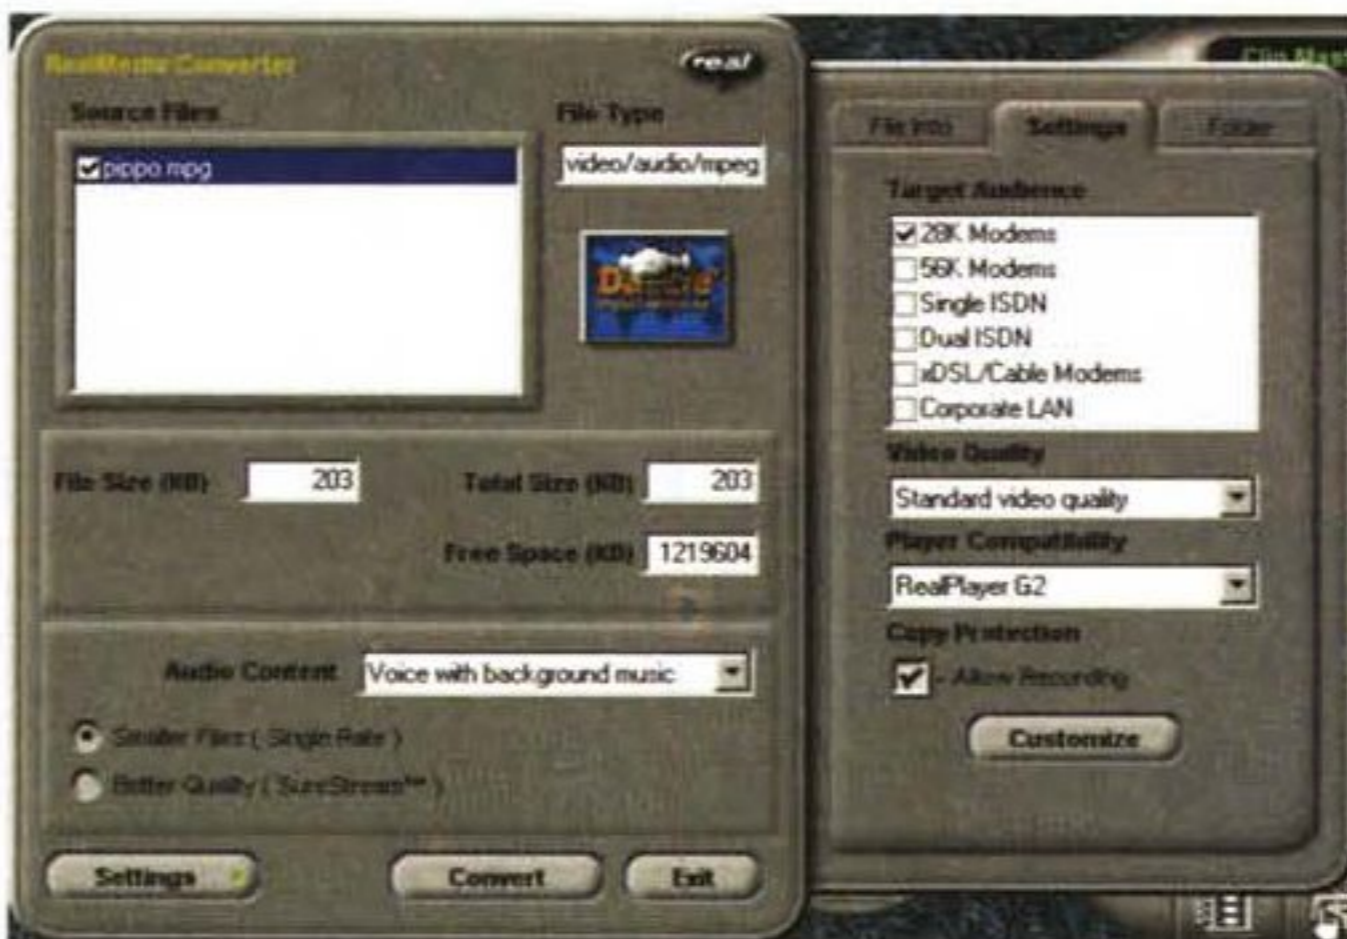 RealMedia Converter
real
Source Files
File Type
pippo.mpg
video/audio/mpeg
File Size (KB)
203
Total Size (KB)
203
Free Space (KB)
1219604
Audio Content
Voice with background music
Smaller Files ( Single Rate )
Better Quality ( SureStream™ )
Settings
Convert
Exit
Clip Mast
File Info
Settings
Folder
Target Audience
28K Modems
56K Modems
Single ISDN
Dual ISDN
xDSL/Cable Modems
Corporate LAN
Video Quality
Standard video quality
Player Compatibility
RealPlayer G2
Copy Protection
- Allow Recording
Customize